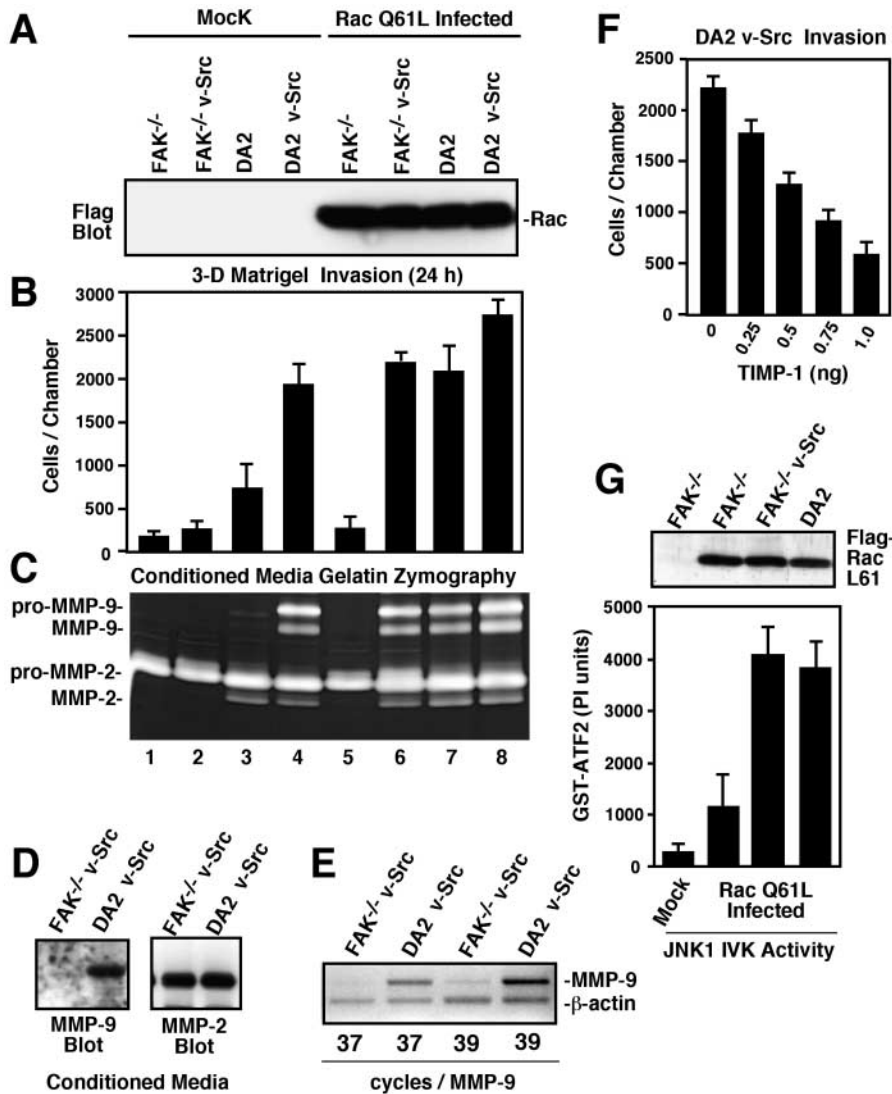 A
MocK
Rac Q61L Infected
FAK-/-
FAK-/- v-Src
DA2
DA2 v-Src
FAK-/-
FAK-/- v-Src
DA2
DA2 v-Src
Flag
Blot
-Rac
B
3-D Matrigel Invasion (24 h)
Cells / Chamber
3000
2500
2000
1500
1000
500
0
C
Conditioned Media Gelatin Zymography
pro-MMP-9-
MMP-9-
pro-MMP-2-
MMP-2-
1 2 3 4 5 6 7 8
D
FAK-/- v-Src
DA2 v-Src
FAK-/- v-Src
DA2 v-Src
MMP-9
Blot
MMP-2
Blot
Conditioned Media
E
FAK-/- v-Src
DA2 v-Src
FAK-/- v-Src
DA2 v-Src
-MMP-9
-β-actin
37 37 39 39
cycles / MMP-9
F
DA2 v-Src Invasion
Cells / Chamber
2500
2000
1500
1000
500
0
0 0.25 0.5 0.75 1.0
TIMP-1 (ng)
G
FAK-/-
FAK-/-
FAK-/- v-Src
DA2
Flag-
Rac
L61
GST-ATF2 (PI units)
5000
4000
3000
2000
1000
0
Mock
Rac Q61L
Infected
JNK1 IVK Activity